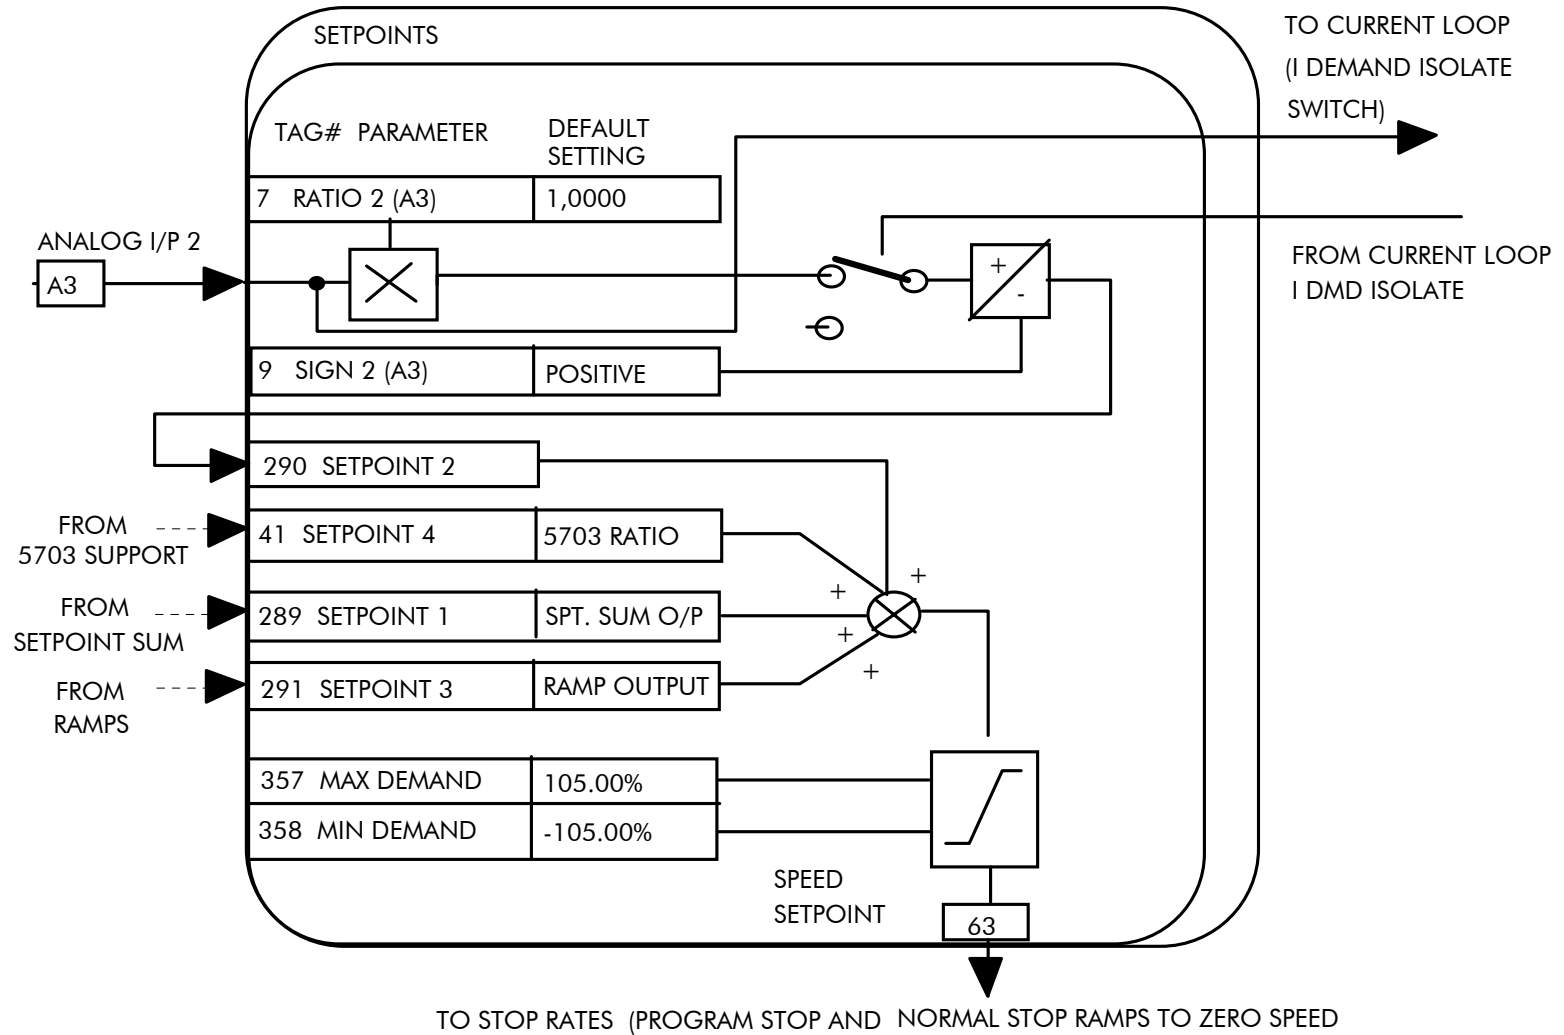 SETPOINTS
TO CURRENT LOOP
(I DEMAND ISOLATE
SWITCH)
TAG# PARAMETER
DEFAULT
SETTING
7 RATIO 2 (A3) 1,0000
ANALOG I/P 2
A3
+
-
FROM CURRENT LOOP
I DMD ISOLATE
9 SIGN 2 (A3) POSITIVE
290 SETPOINT 2
FROM
5703 SUPPORT
41 SETPOINT 4 5703 RATIO
+
+
FROM
SETPOINT SUM
289 SETPOINT 1 SPT. SUM O/P
+
+
FROM
RAMPS
291 SETPOINT 3 RAMP OUTPUT
357 MAX DEMAND 105.00%
358 MIN DEMAND -105.00%
SPEED
SETPOINT
63
TO STOP RATES (PROGRAM STOP AND NORMAL STOP RAMPS TO ZERO SPEED